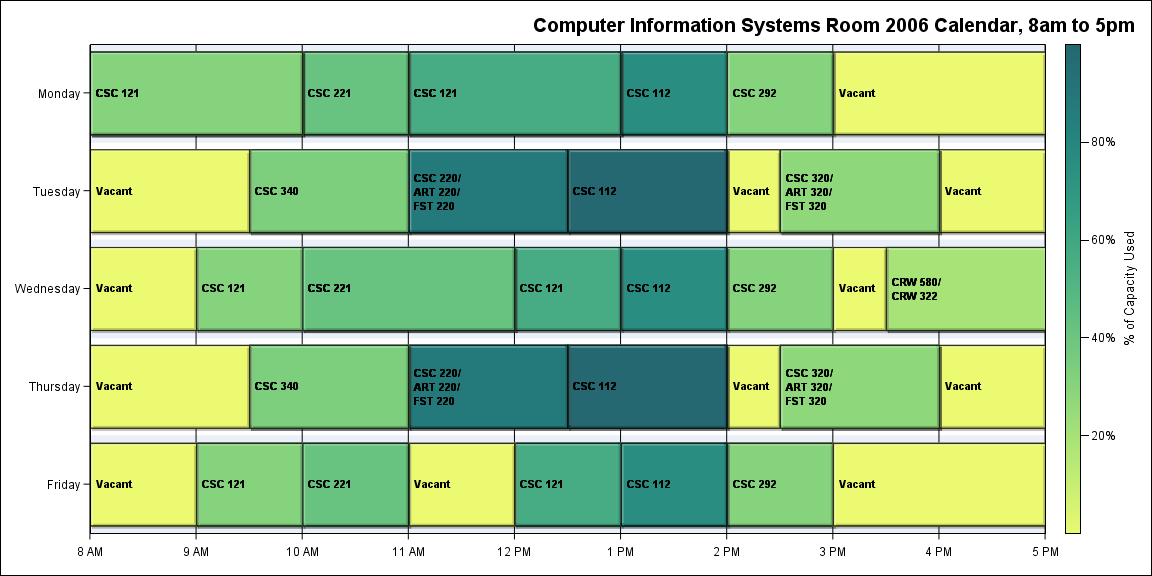 Computer Information Systems Room 2006 Calendar, 8am to 5pm
Monday
CSC 121
CSC 221
CSC 121
CSC 112
CSC 292
Vacant
Tuesday
Vacant
CSC 340
CSC 220/
ART 220/
FST 220
CSC 112
Vacant
CSC 320/
ART 320/
FST 320
Vacant
Wednesday
Vacant
CSC 121
CSC 221
CSC 121
CSC 112
CSC 292
Vacant
CRW 580/
CRW 322
Thursday
Vacant
CSC 340
CSC 220/
ART 220/
FST 220
CSC 112
Vacant
CSC 320/
ART 320/
FST 320
Vacant
Friday
Vacant
CSC 121
CSC 221
Vacant
CSC 121
CSC 112
CSC 292
Vacant
8 AM
9 AM
10 AM
11 AM
12 PM
1 PM
2 PM
3 PM
4 PM
5 PM
80%
60%
40%
20%
% of Capacity Used